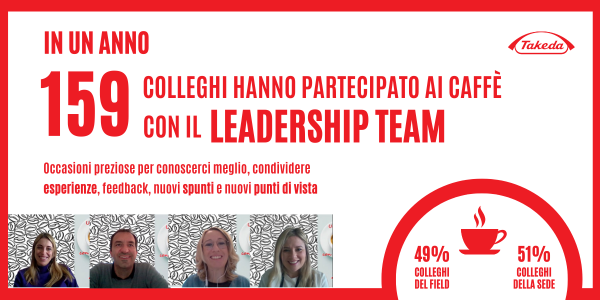 IN UN ANNO
Takeda
159
COLLEGHI HANNO PARTECIPATO AI CAFFÈ
CON IL LEADERSHIP TEAM
Occasioni preziose per conoscerci meglio, condividere
esperienze, feedback, nuovi spunti e nuovi punti di vista
49%
COLLEGHI
DEL FIELD
51%
COLLEGHI
DELLA SEDE